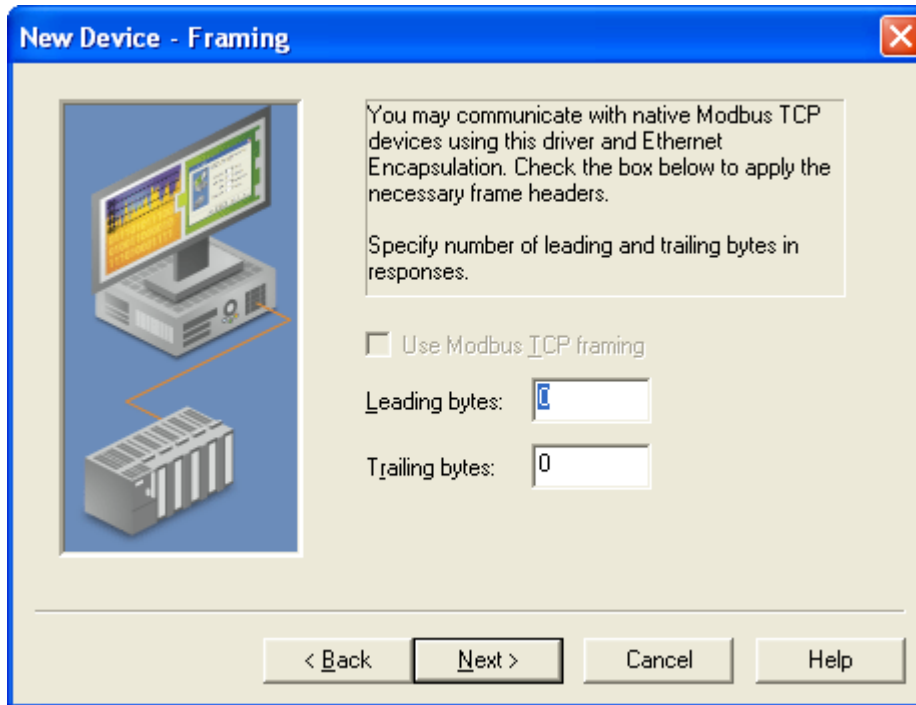 New Device - Framing
You may communicate with native Modbus TCP
devices using this driver and Ethernet
Encapsulation. Check the box below to apply the
necessary frame headers.
Specify number of leading and trailing bytes in
responses.
Use Modbus TCP framing
Leading bytes: 0
Trailing bytes: 0
< Back Next > Cancel Help